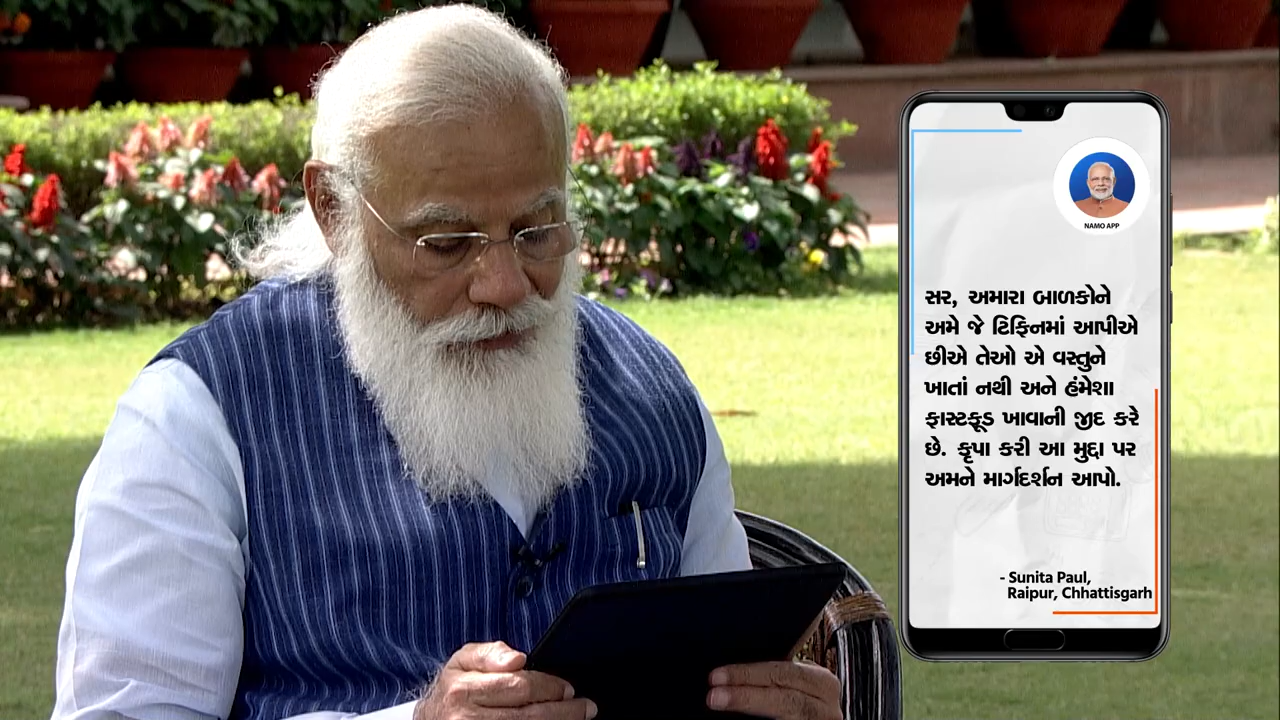 NAMO APP
સર, અમારા બાળકોને
અમે જે ટિફિનમાં આપીએ
છીએ તેઓ એ વસ્તુને
ખાતાં નથી અને હંમેશા
ફાસ્ટફૂડ ખાવાની જીદ કરે
છે. કૃપા કરી આ મુદ્દા પર
અમને માર્ગદર્શન આપો.
- Sunita Paul,
Raipur, Chhattisgarh